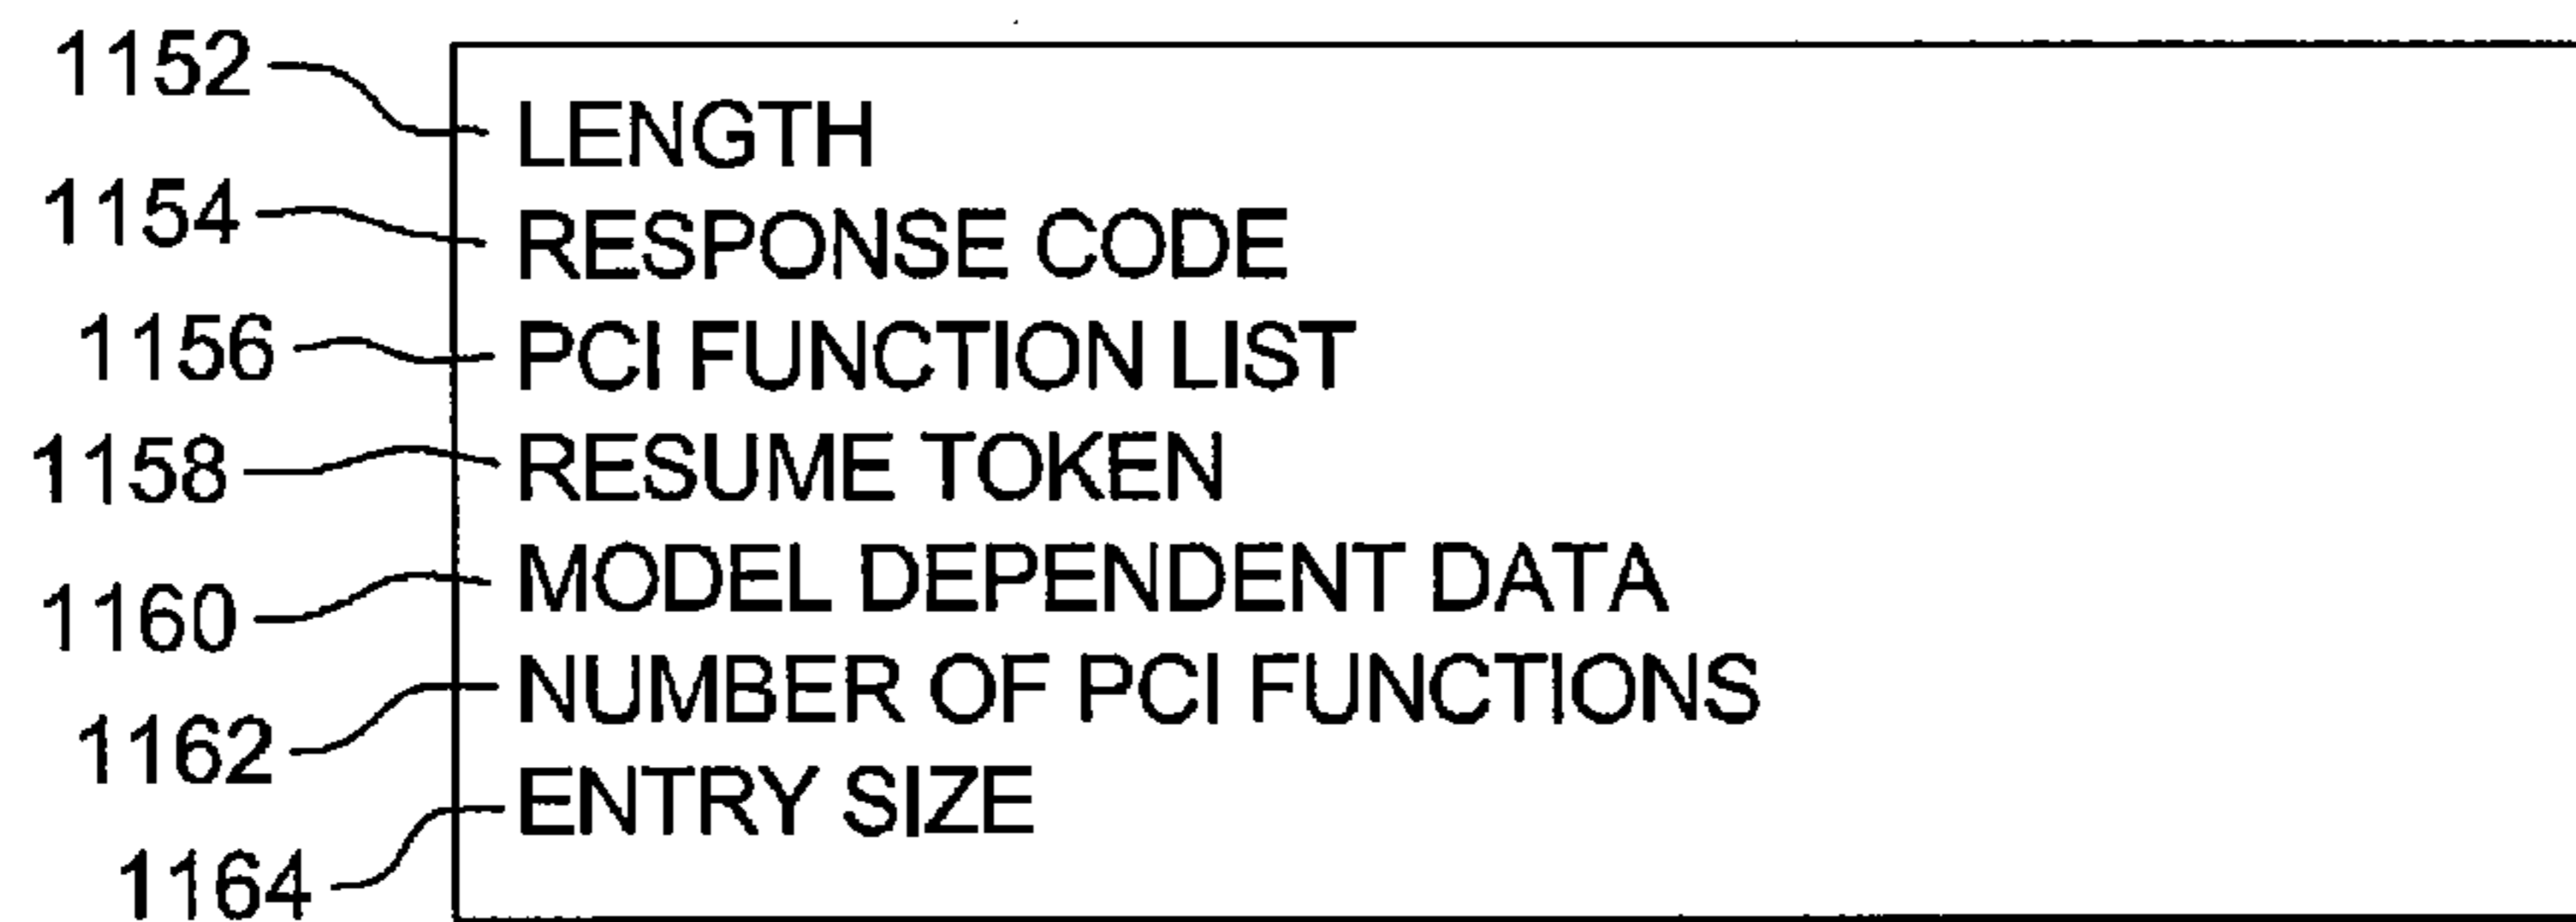 1152 LENGTH
1154 RESPONSE CODE
1156 PCI FUNCTION LIST
1158 RESUME TOKEN
1160 MODEL DEPENDENT DATA
1162 NUMBER OF PCI FUNCTIONS
1164 ENTRY SIZE